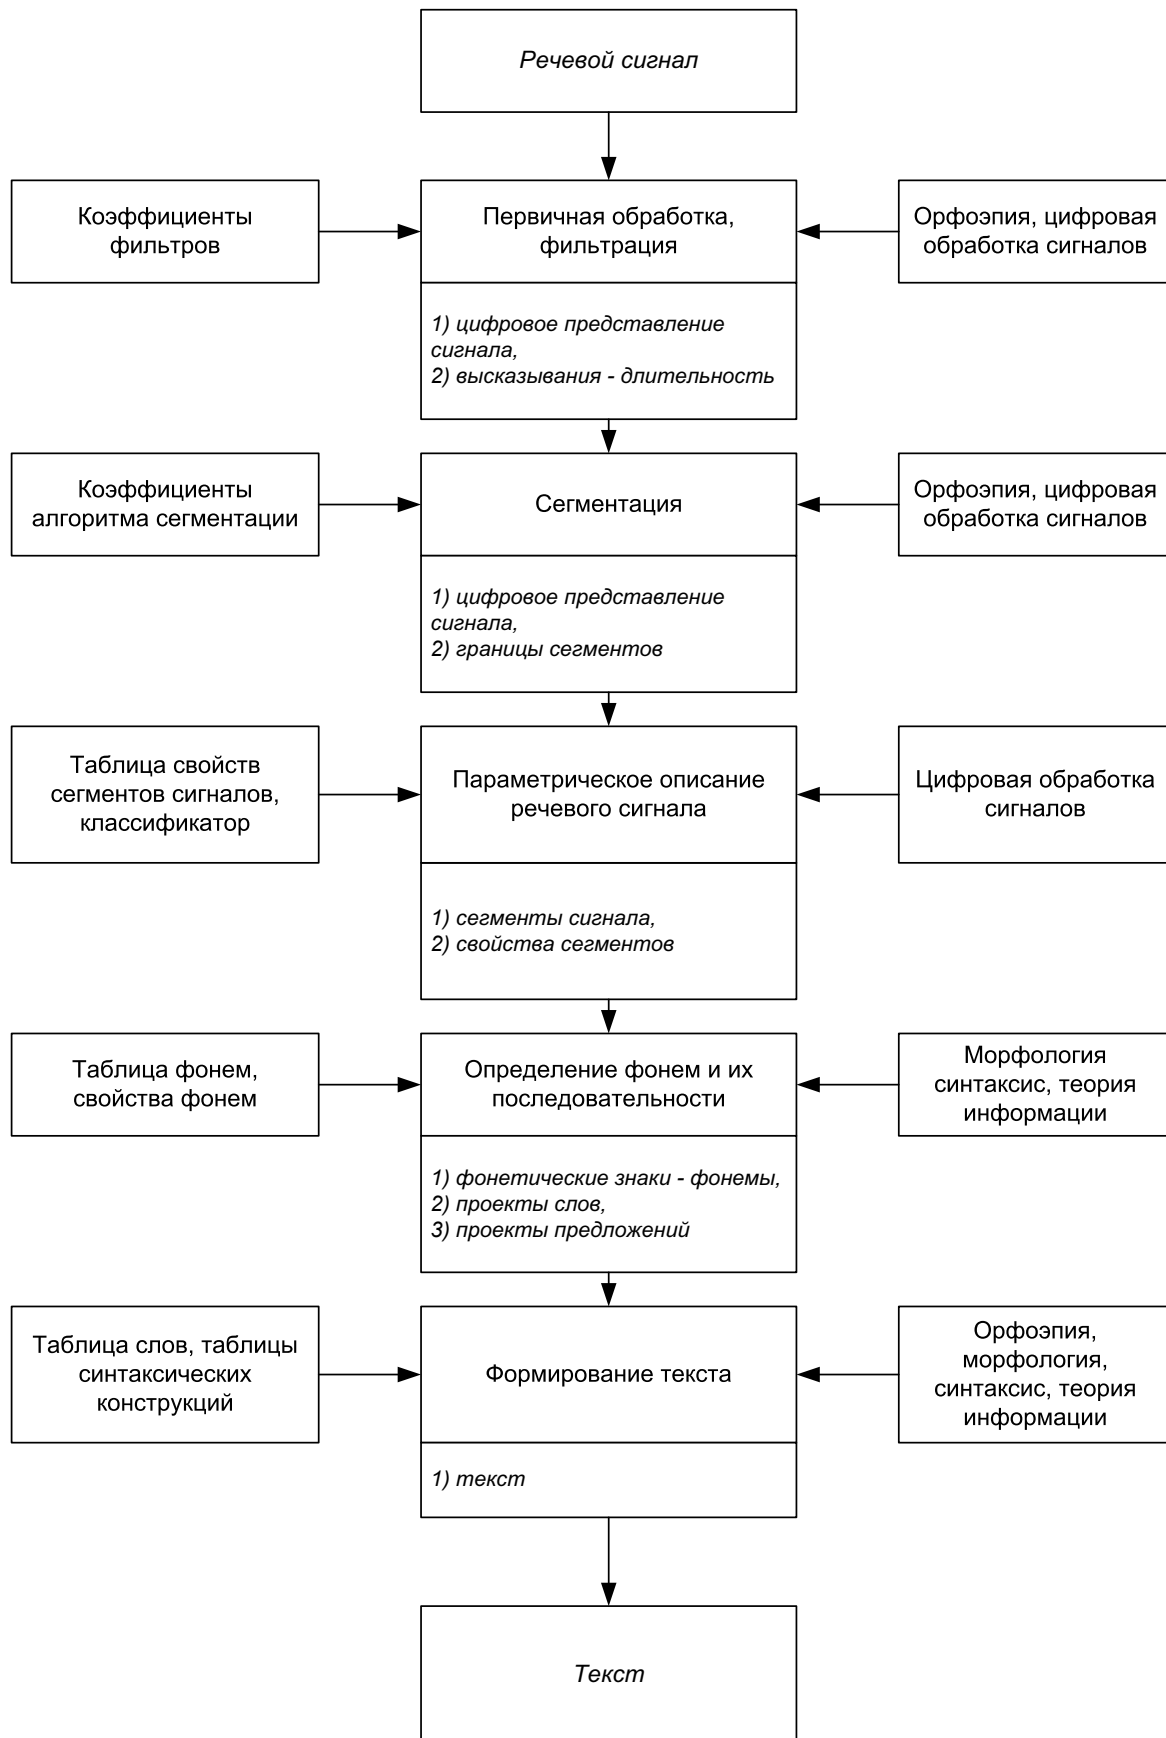 Речевой сигнал
Коэффициенты
фильтров
Первичная обработка,
фильтрация
Орфоэпия, цифровая
обработка сигналов
1) цифровое представление
сигнала,
2) высказывания - длительность
Коэффициенты
алгоритма сегментации
Сегментация
Орфоэпия, цифровая
обработка сигналов
1) цифровое представление
сигнала,
2) границы сегментов
Таблица свойств
сегментов сигналов,
классификатор
Параметрическое описание
речевого сигнала
Цифровая обработка
сигналов
1) сегменты сигнала,
2) свойства сегментов
Таблица фонем,
свойства фонем
Определение фонем и их
последовательности
Морфология
синтаксис, теория
информации
1) фонетические знаки - фонемы,
2) проекты слов,
3) проекты предложений
Таблица слов, таблицы
синтаксических
конструкций
Формирование текста
Орфоэпия,
морфология,
синтаксис, теория
информации
1) текст
Текст